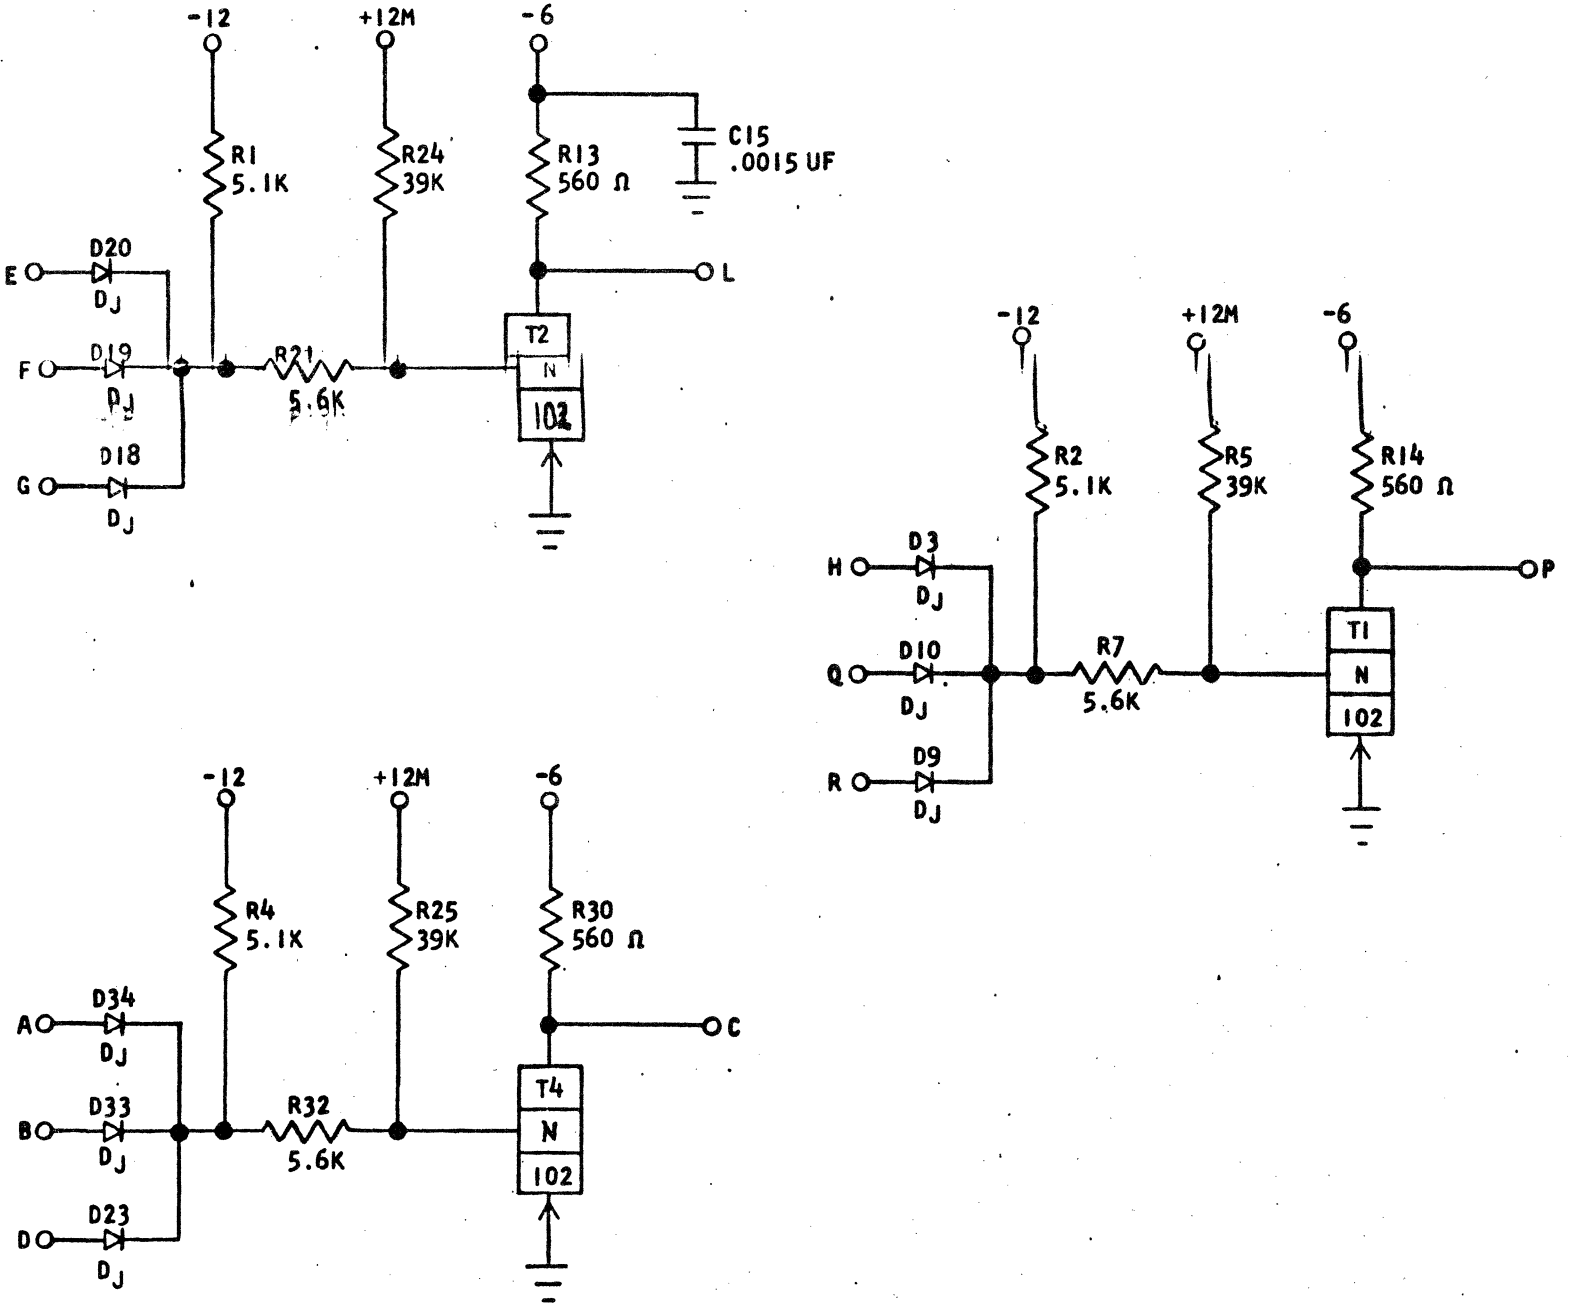 -12
+12M
-6
R1
5.1K
R24
39K
R13
560 Ω
C15
.0015 UF
E
D20
DJ
L
F
D19
DJ
R21
5.6K
T2
N
102
G
D18
DJ
-12
+12M
-6
R2
5.1K
R5
39K
R14
560 Ω
H
D3
DJ
P
Q
D10
DJ
R7
5.6K
T1
N
102
R
D9
DJ
-12
+12M
-6
R4
5.1K
R25
39K
R30
560 Ω
A
D34
DJ
C
B
D33
DJ
R32
5.6K
T4
N
102
D
D23
DJ